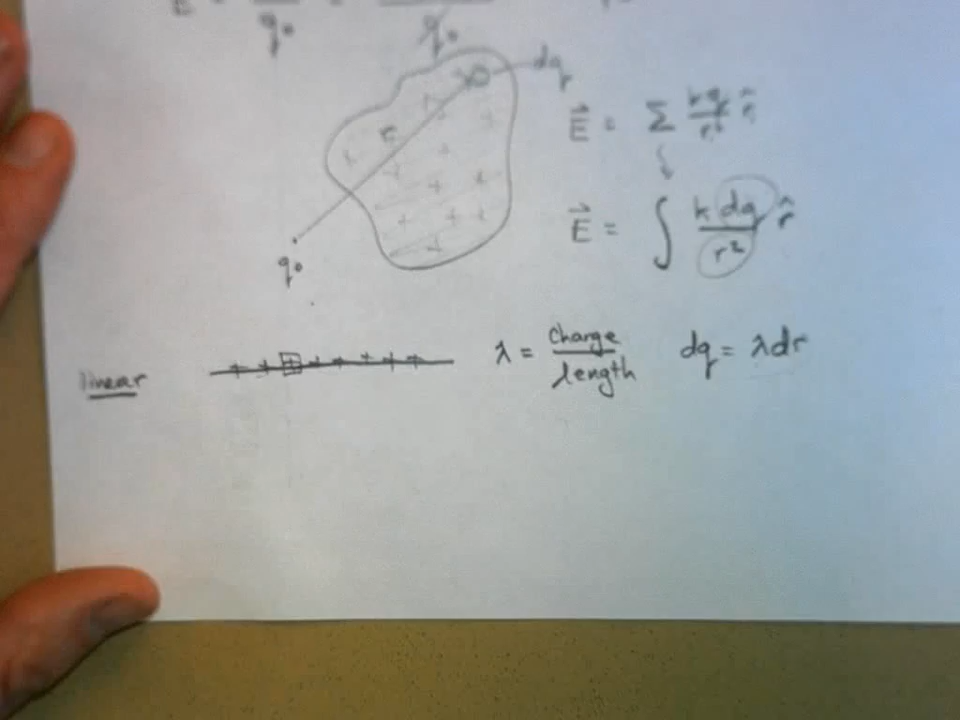 q₀ q₀
dq
r
E⃗ = Σ kq/r² r̂
E⃗ = ∫ k dq/r² r̂
q₀
linear λ = Charge/length dq = λdr